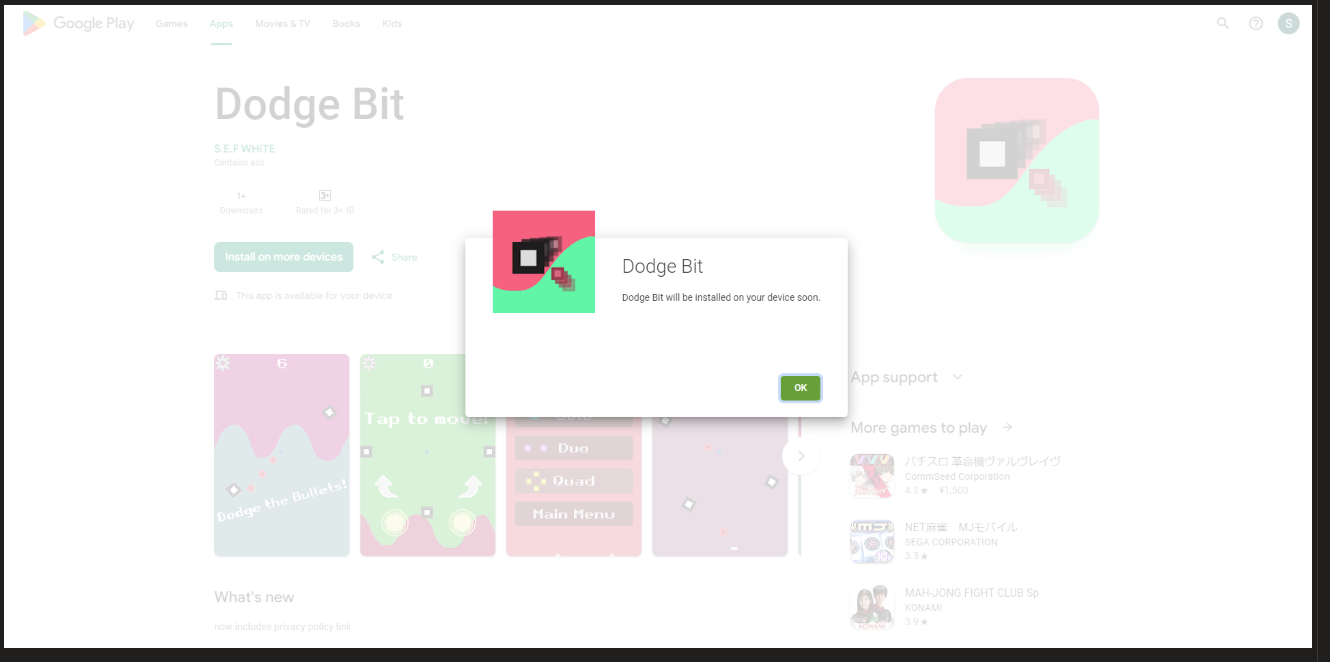 Google Play
Games
Apps
Movies & TV
Books
Kids
S
Dodge Bit
S.E.F WHITE
Contains ads
1+
Downloads
3+
Rated for 3+
Install on more devices
Share
This app is available for your device
Dodge Bit
Dodge Bit will be installed on your device soon.
OK
6
Dodge the Bullets!
0
Tap to move!
Duo
Quad
Main Menu
App support
More games to play
パチスロ 革命機ヴァルヴレイヴ
CommSeed Corporation
4.2★ ¥1,500
NET麻雀 MJモバイル
SEGA CORPORATION
3.5★
MAH-JONG FIGHT CLUB Sp
KONAMI
3.9★
What's new
now includes privacy policy link